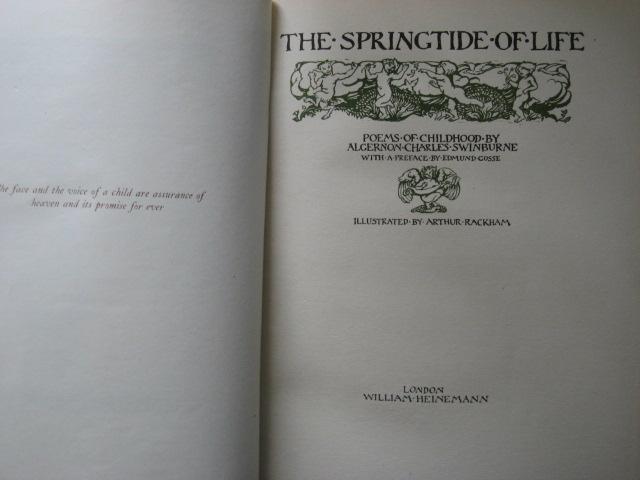 The face and the voice of a child are assurance of
heaven and its promise for ever
THE·SPRINGTIDE·OF·LIFE
POEMS·OF·CHILDHOOD·BY
ALGERNON·CHARLES·SWINBURNE
WITH·A·PREFACE·BY·EDMUND·GOSSE
ILLUSTRATED·BY·ARTHUR·RACKHAM
LONDON
WILLIAM·HEINEMANN